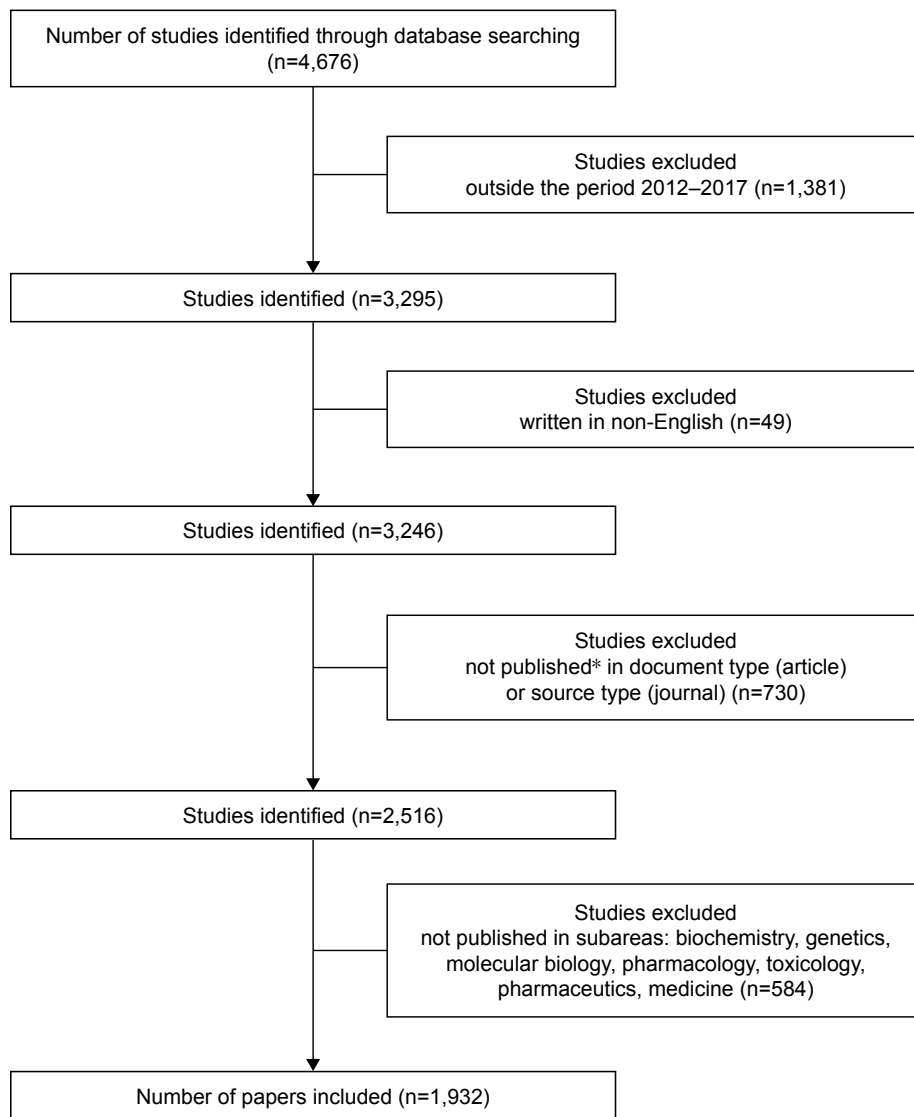 Number of studies identified through database searching
(n=4,676)
Studies excluded
outside the period 2012–2017 (n=1,381)
Studies identified (n=3,295)
Studies excluded
written in non-English (n=49)
Studies identified (n=3,246)
Studies excluded
not published* in document type (article)
or source type (journal) (n=730)
Studies identified (n=2,516)
Studies excluded
not published in subareas: biochemistry, genetics,
molecular biology, pharmacology, toxicology,
pharmaceutics, medicine (n=584)
Number of papers included (n=1,932)